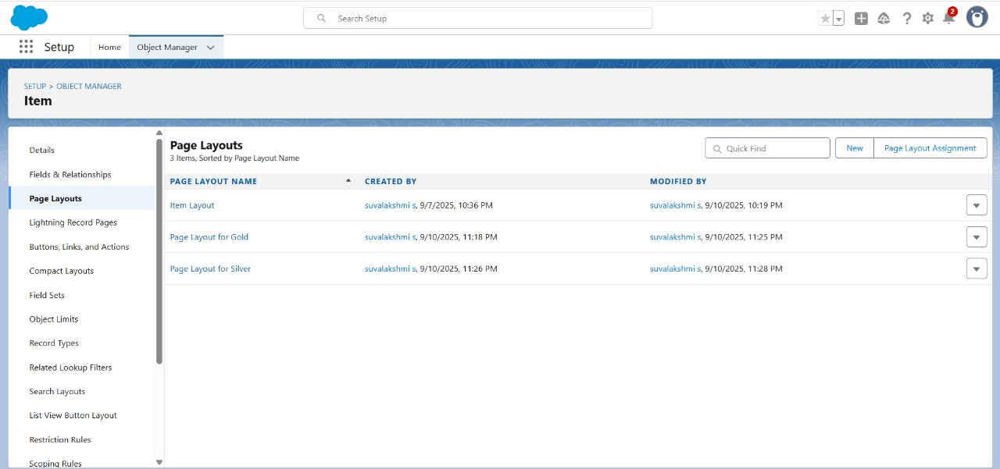 Search Setup
2
Setup
Home
Object Manager
SETUP > OBJECT MANAGER
Item
Details
Fields & Relationships
Page Layouts
Lightning Record Pages
Buttons, Links, and Actions
Compact Layouts
Field Sets
Object Limits
Record Types
Related Lookup Filters
Search Layouts
List View Button Layout
Restriction Rules
Scoping Rules
Page Layouts
3 Items, Sorted by Page Layout Name
Quick Find
New
Page Layout Assignment
PAGE LAYOUT NAME CREATED BY MODIFIED BY
Item Layout suvalakshmi s, 9/7/2025, 10:36 PM suvalakshmi s, 9/10/2025, 10:19 PM
Page Layout for Gold suvalakshmi s, 9/10/2025, 11:18 PM suvalakshmi s, 9/10/2025, 11:25 PM
Page Layout for Silver suvalakshmi s, 9/10/2025, 11:26 PM suvalakshmi s, 9/10/2025, 11:28 PM